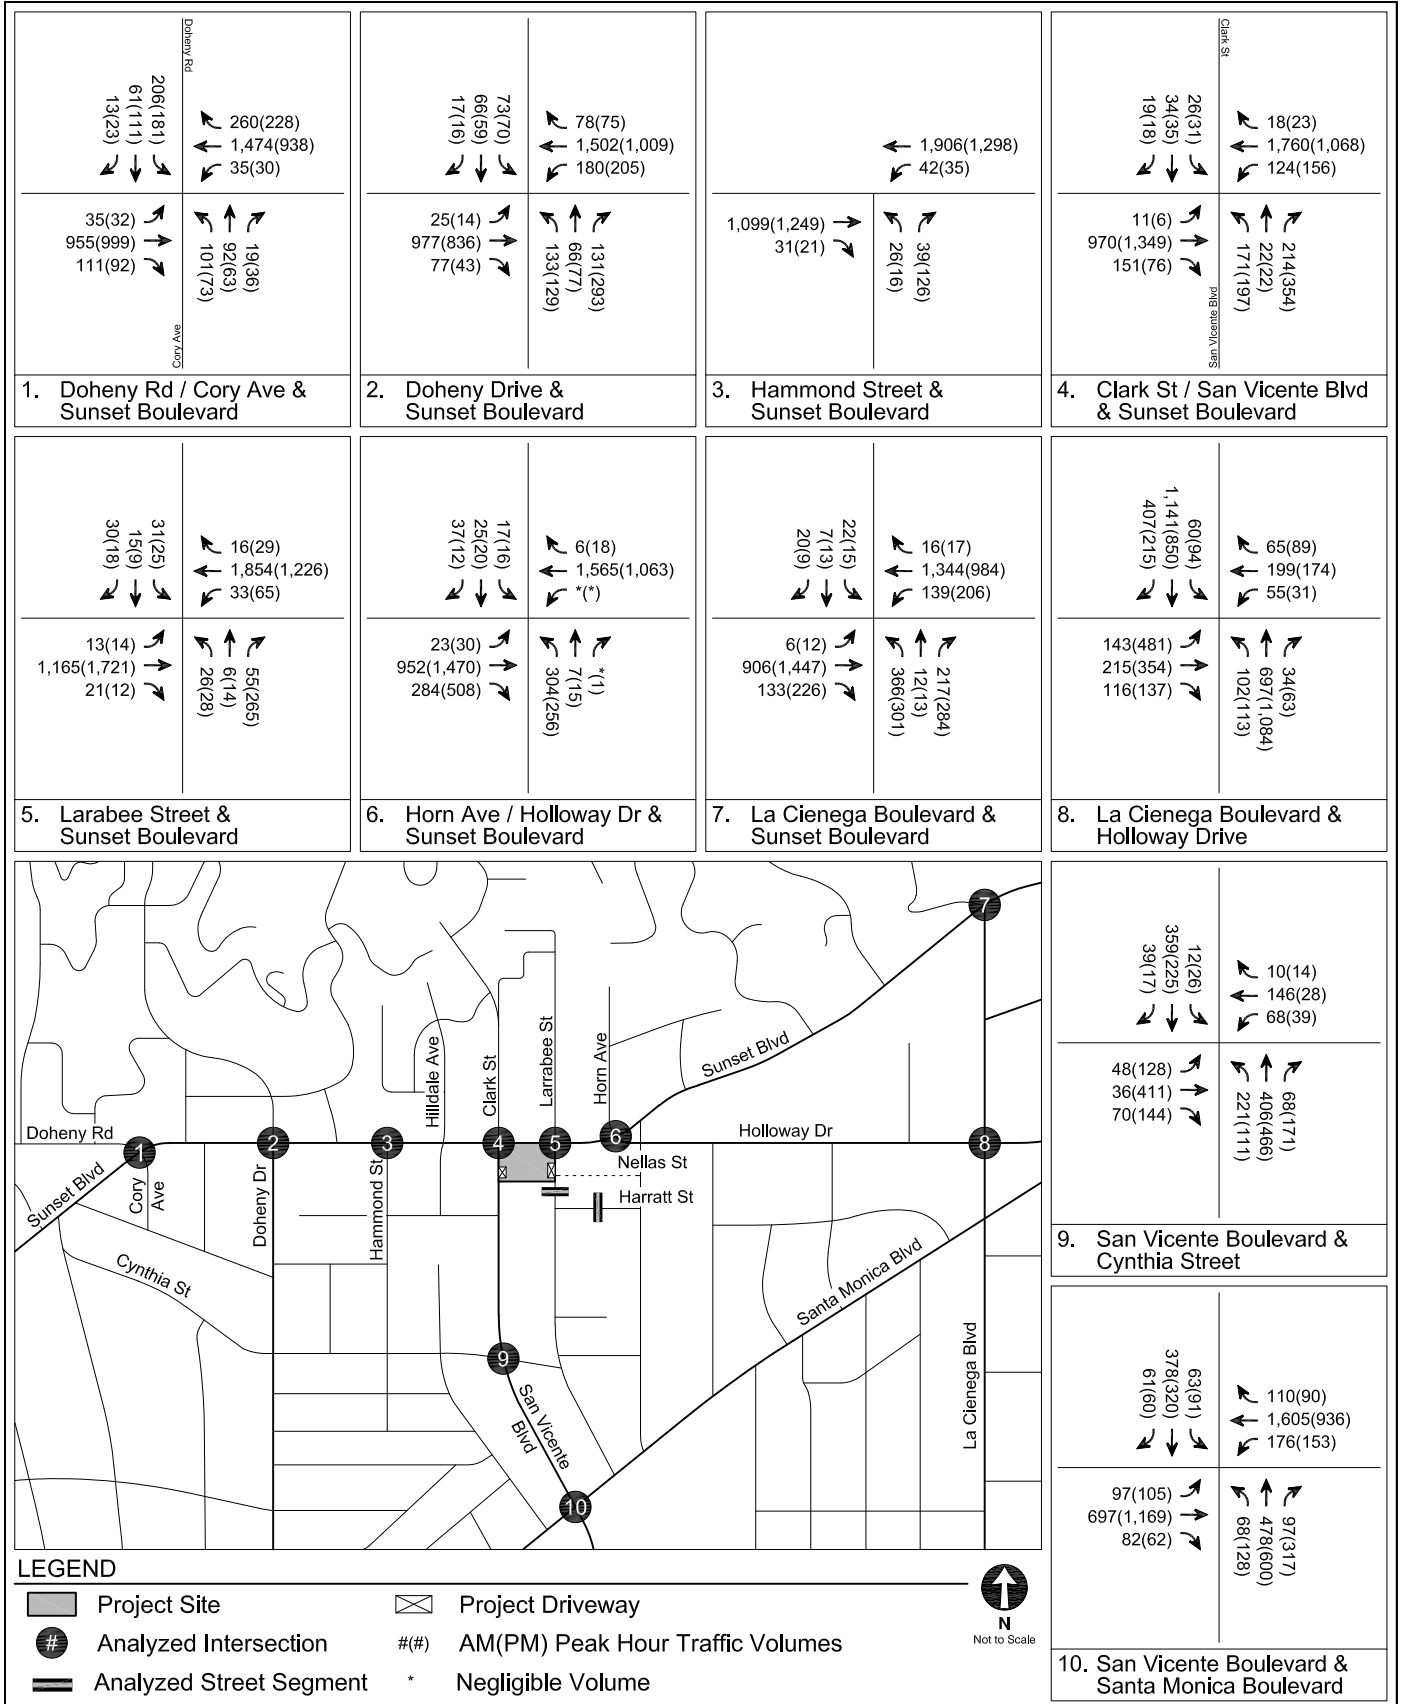 Doheny Rd
206(181)
61(111)
13(23)
260(228)
1,474(938)
35(30)
35(32)
955(999)
111(92)
101(73)
92(63)
19(36)
Cory Ave
1. Doheny Rd / Cory Ave &
Sunset Boulevard
73(70)
66(59)
17(16)
78(75)
1,502(1,009)
180(205)
25(14)
977(836)
77(43)
133(129)
66(77)
131(293)
2. Doheny Drive &
Sunset Boulevard
1,906(1,298)
42(35)
1,099(1,249)
31(21)
26(16)
39(126)
3. Hammond Street &
Sunset Boulevard
Clark St
26(31)
34(35)
19(18)
18(23)
1,760(1,068)
124(156)
11(6)
970(1,349)
151(76)
171(197)
22(22)
214(354)
San Vicente Blvd
4. Clark St / San Vicente Blvd
& Sunset Boulevard
31(25)
15(9)
30(18)
16(29)
1,854(1,226)
33(65)
13(14)
1,165(1,721)
21(12)
26(28)
6(14)
55(265)
5. Larabee Street &
Sunset Boulevard
17(16)
25(20)
37(12)
6(18)
1,565(1,063)
*(*)
23(30)
952(1,470)
284(508)
304(256)
7(15)
*(1)
6. Horn Ave / Holloway Dr &
Sunset Boulevard
22(15)
7(13)
20(9)
16(17)
1,344(984)
139(206)
6(12)
906(1,447)
133(226)
366(301)
12(13)
217(284)
7. La Cienega Boulevard &
Sunset Boulevard
60(94)
1,141(850)
407(215)
65(89)
199(174)
55(31)
143(481)
215(354)
116(137)
102(113)
697(1,084)
34(63)
8. La Cienega Boulevard &
Holloway Drive
7
Sunset Blvd
Hilldale Ave
Clark St
Larrabee St
Horn Ave
Doheny Rd
1
2
3
4
5
6
Holloway Dr
8
Sunset Blvd
Cory
Ave
Doheny Dr
Hammond St
Nellas St
Harratt St
Cynthia St
Santa Monica Blvd
La Cienega Blvd
9
San Vicente
Blvd
10
12(26)
359(225)
39(17)
10(14)
146(28)
68(39)
48(128)
36(411)
70(144)
221(111)
406(466)
68(171)
9. San Vicente Boulevard &
Cynthia Street
63(91)
378(320)
61(60)
110(90)
1,605(936)
176(153)
97(105)
697(1,169)
82(62)
68(128)
478(600)
97(317)
10. San Vicente Boulevard &
Santa Monica Boulevard
LEGEND
Project Site
Project Driveway
# Analyzed Intersection
#(#) AM(PM) Peak Hour Traffic Volumes
Analyzed Street Segment
* Negligible Volume
N
Not to Scale